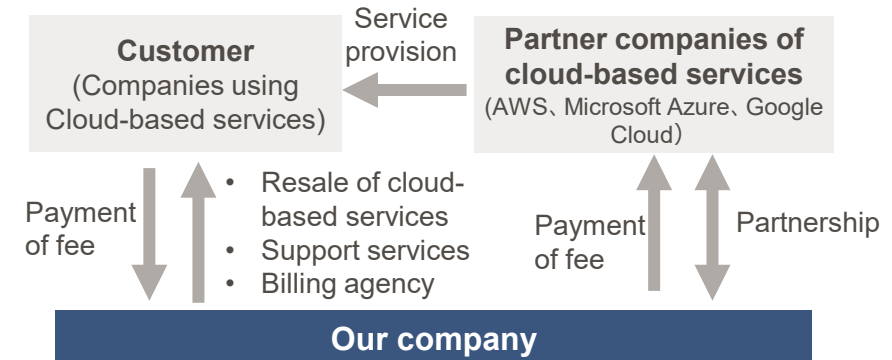 Service
provision
Customer
(Companies using
Cloud-based services)
Partner companies of
cloud-based services
(AWS、Microsoft Azure、Google
Cloud）
Payment
of fee
• Resale of cloud-
based services
• Support services
• Billing agency
Payment
of fee
Partnership
Our company